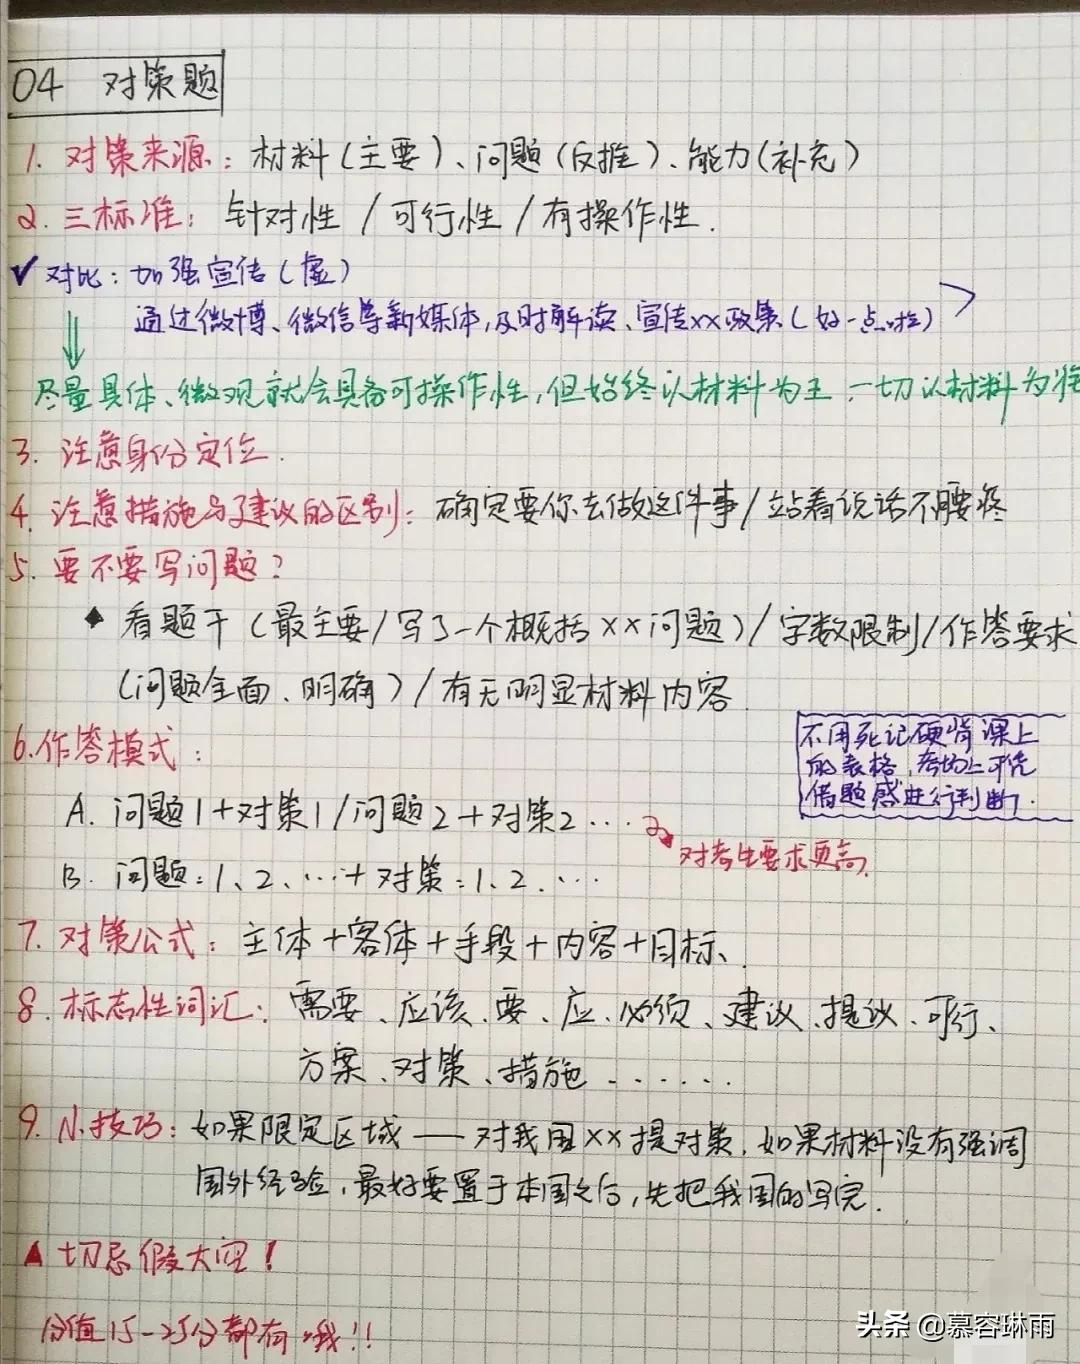 04 对策题
1. 对策来源：材料（主要）、问题（反推）、能力（补充）
2. 三标准：针对性 / 可行性 / 有操作性.
✓ 对比：加强宣传（虚）
通过微博、微信等新媒体，及时解读、宣传××政策（好一点啦）
尽量具体、微观就会具备可操作性，但始终以材料为主，一切以材料为准
3. 注意身份定位.
4. 注意措施与建议的区别：确定要你去做这件事/站着说话不腰疼
5. 要不要写问题？
◆ 看题干（最主要/写了一个概括××问题）/字数限制/作答要求
（问题全面、明确）/有无明显材料内容
6. 作答模式：
不用死记硬背课上
的表格，考场上可凭
借题感进行判断.
A. 问题1+对策1/问题2+对策2…
对考生要求更高.
B. 问题：1、2、…+对策：1、2、…
7. 对策公式：主体+客体+手段+内容+目标.
8. 标志性词汇：需要、应该、要、应、必须、建议、提议、可行、
方案、对策、措施……
9. 小技巧：如果限定区域——对我国××提对策，如果材料没有强调
国外经验，最好要置于本国之后，先把我国的写完.
▲ 切忌假大空！
分值15-25分都有哦!!
头条 @慕容琳雨